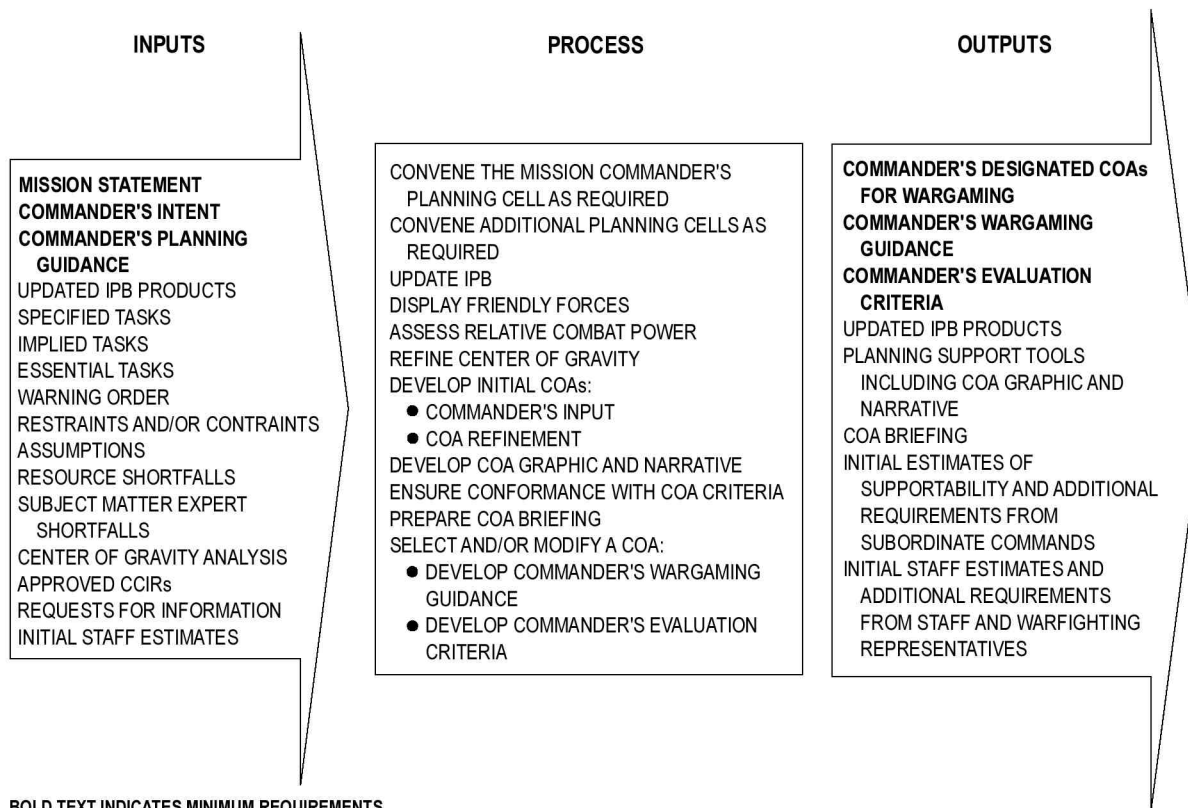 INPUTS
MISSION STATEMENT
COMMANDER'S INTENT
COMMANDER'S PLANNING
GUIDANCE
UPDATED IPB PRODUCTS
SPECIFIED TASKS
IMPLIED TASKS
ESSENTIAL TASKS
WARNING ORDER
RESTRAINTS AND/OR CONTRAINTS
ASSUMPTIONS
RESOURCE SHORTFALLS
SUBJECT MATTER EXPERT
SHORTFALLS
CENTER OF GRAVITY ANALYSIS
APPROVED CCIRs
REQUESTS FOR INFORMATION
INITIAL STAFF ESTIMATES
PROCESS
CONVENE THE MISSION COMMANDER'S
PLANNING CELL AS REQUIRED
CONVENE ADDITIONAL PLANNING CELLS AS
REQUIRED
UPDATE IPB
DISPLAY FRIENDLY FORCES
ASSESS RELATIVE COMBAT POWER
REFINE CENTER OF GRAVITY
DEVELOP INITIAL COAs:
● COMMANDER'S INPUT
● COA REFINEMENT
DEVELOP COA GRAPHIC AND NARRATIVE
ENSURE CONFORMANCE WITH COA CRITERIA
PREPARE COA BRIEFING
SELECT AND/OR MODIFY A COA:
● DEVELOP COMMANDER'S WARGAMING
GUIDANCE
● DEVELOP COMMANDER'S EVALUATION
CRITERIA
OUTPUTS
COMMANDER'S DESIGNATED COAs
FOR WARGAMING
COMMANDER'S WARGAMING
GUIDANCE
COMMANDER'S EVALUATION
CRITERIA
UPDATED IPB PRODUCTS
PLANNING SUPPORT TOOLS
INCLUDING COA GRAPHIC AND
NARRATIVE
COA BRIEFING
INITIAL ESTIMATES OF
SUPPORTABILITY AND ADDITIONAL
REQUIREMENTS FROM
SUBORDINATE COMMANDS
INITIAL STAFF ESTIMATES AND
ADDITIONAL REQUIREMENTS
FROM STAFF AND WARFIGHTING
REPRESENTATIVES
BOLD TEXT INDICATES MINIMUM REQUIREMENTS